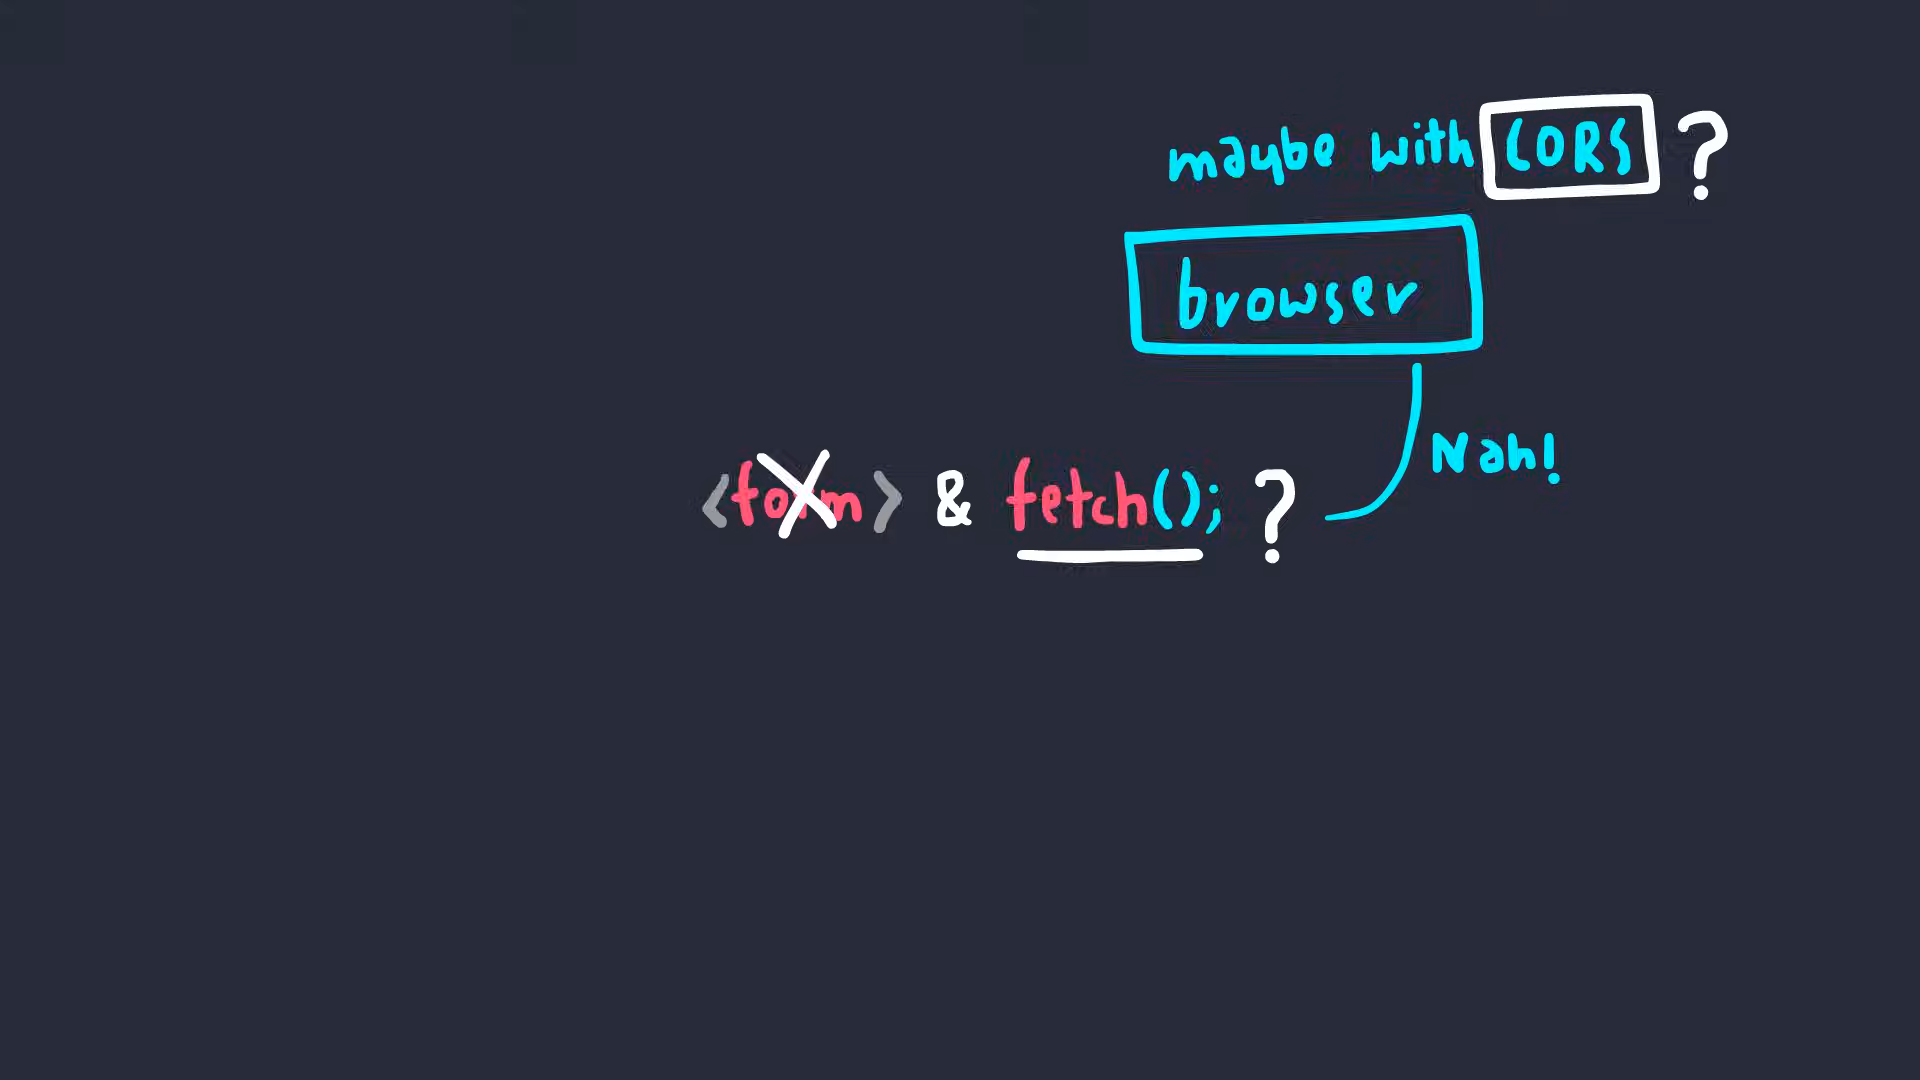 maybe with CORS ?
browser
Nah!
<form> & fetch(); ?